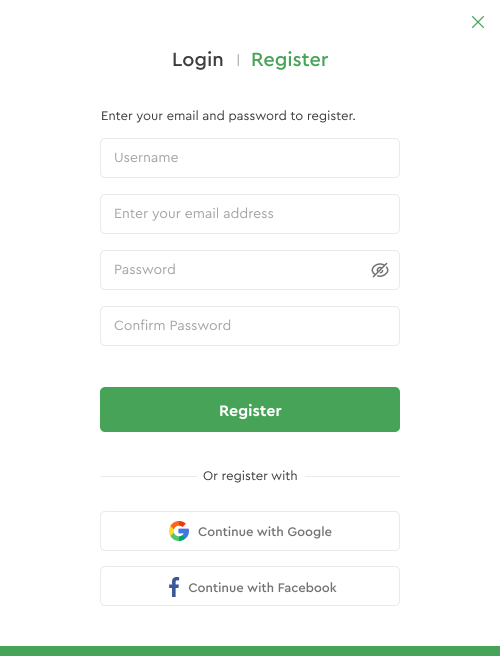 Login | Register
Enter your email and password to register.
Username
Enter your email address
Password
Confirm Password
Register
Or register with
Continue with Google
Continue with Facebook